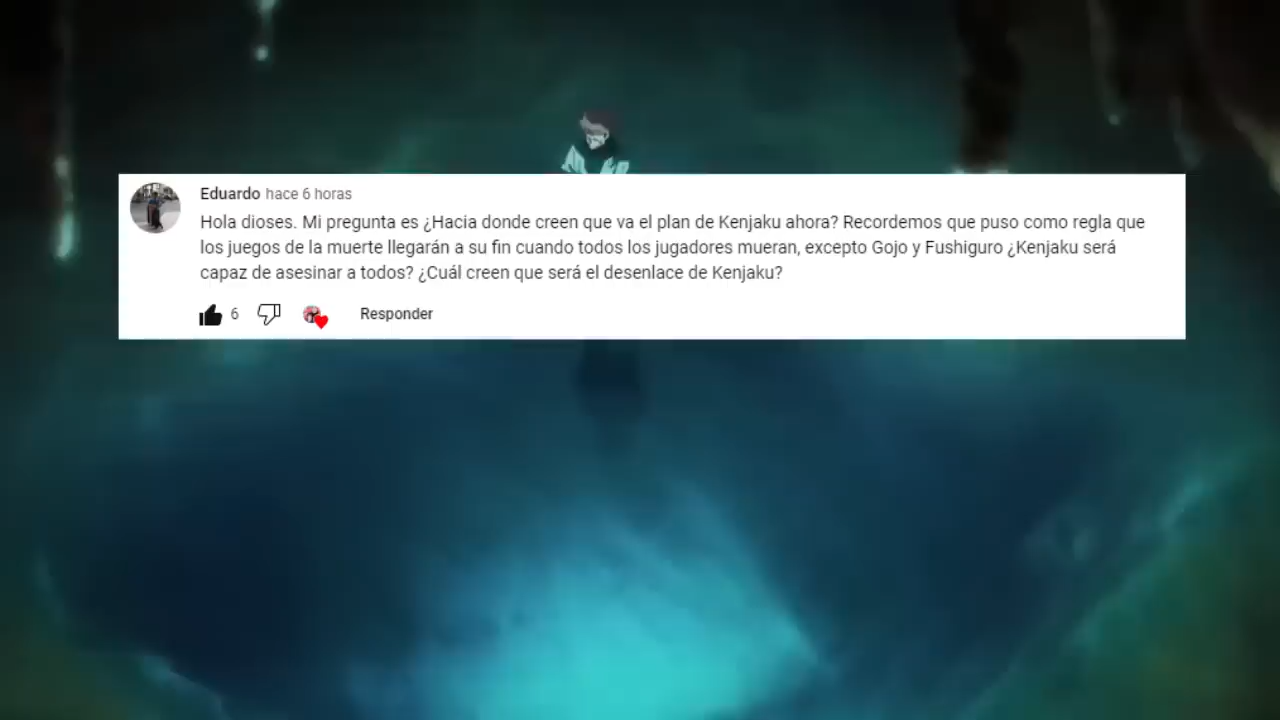 Eduardo hace 6 horas
Hola dioses. Mi pregunta es ¿Hacia donde creen que va el plan de Kenjaku ahora? Recordemos que puso como regla que
los juegos de la muerte llegarán a su fin cuando todos los jugadores mueran, excepto Gojo y Fushiguro ¿Kenjaku será
capaz de asesinar a todos? ¿Cuál creen que será el desenlace de Kenjaku?
6 Responder